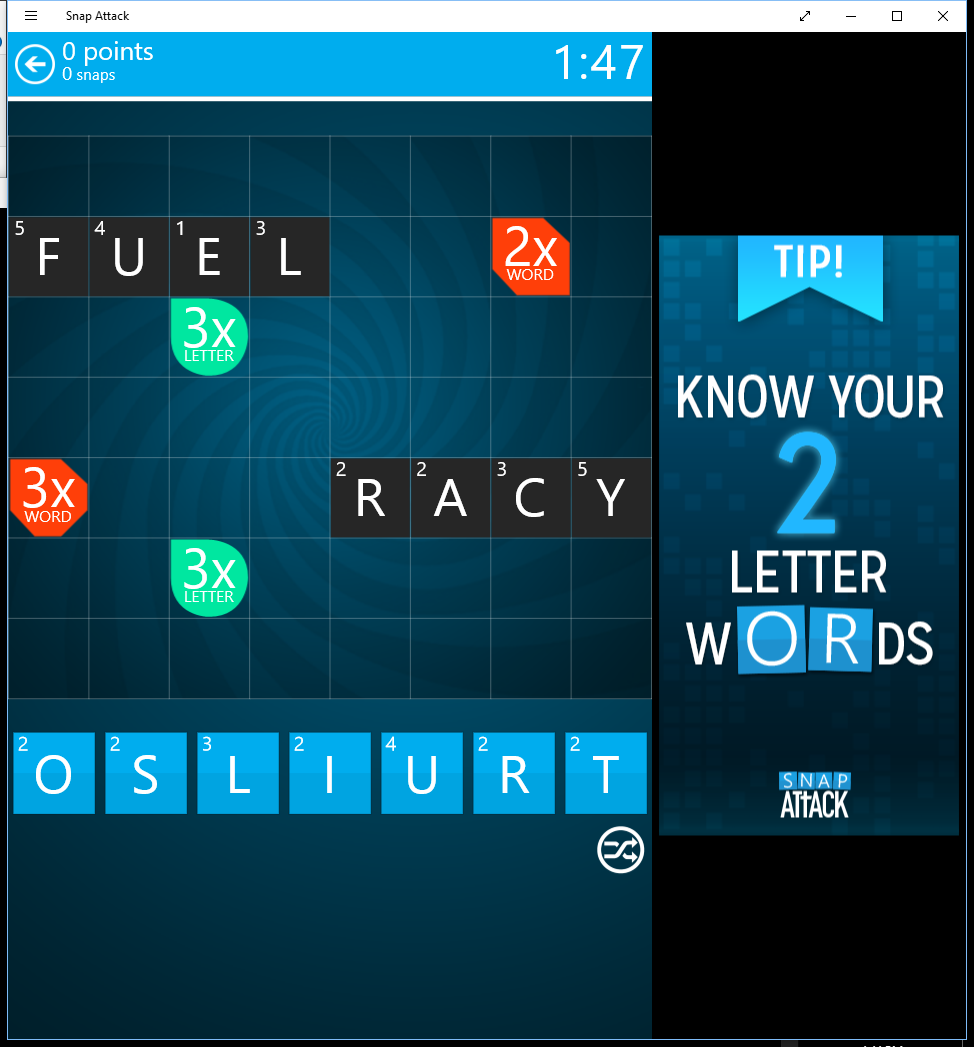 Snap Attack
0 points
0 snaps
1:47
5 F 4 U 1 E 3 L
2x
WORD
3x
LETTER
3x
WORD
2 R 2 A 3 C 5 Y
3x
LETTER
2 O 2 S 3 L 2 I 4 U 2 R 2 T
TIP!
KNOW YOUR
2
LETTER
WORDS
SNAP
ATTACK